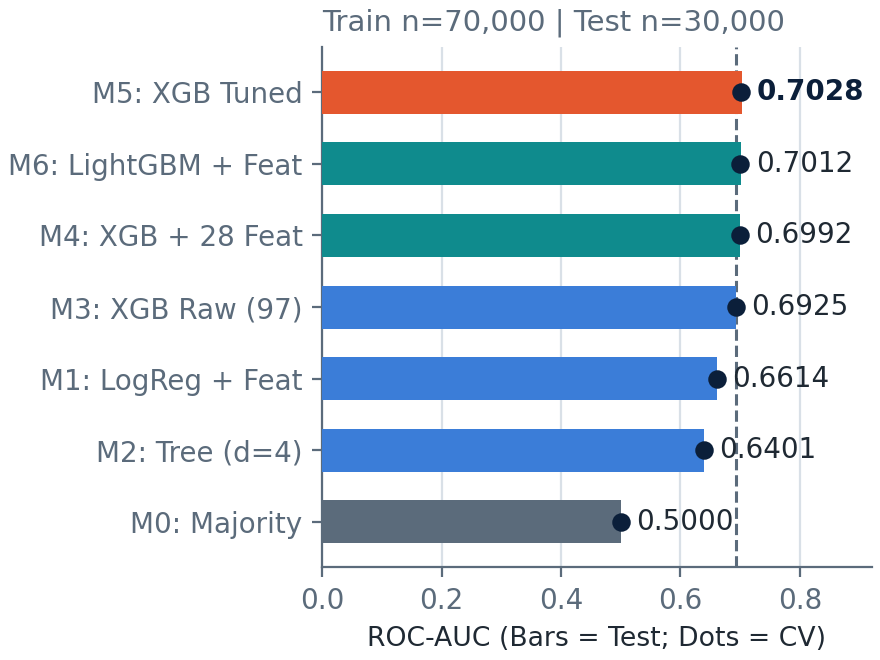 Train n=70,000 | Test n=30,000
M5: XGB Tuned 0.7028
M6: LightGBM + Feat 0.7012
M4: XGB + 28 Feat 0.6992
M3: XGB Raw (97) 0.6925
M1: LogReg + Feat 0.6614
M2: Tree (d=4) 0.6401
M0: Majority 0.5000
0.0 0.2 0.4 0.6 0.8
ROC-AUC (Bars = Test; Dots = CV)